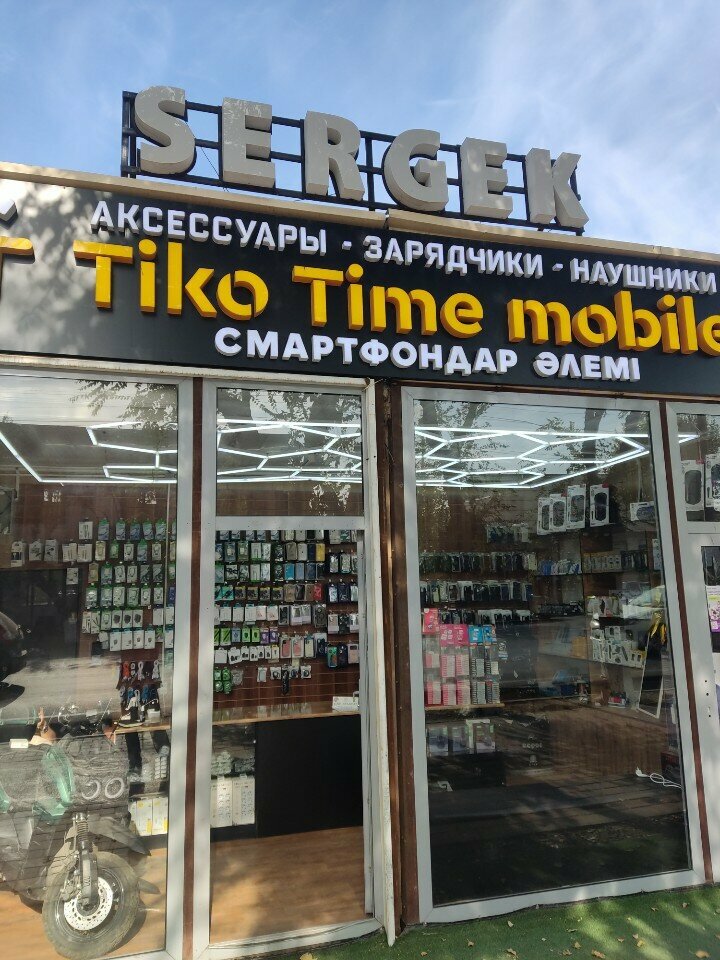 SERGEK
АКСЕССУАРЫ - ЗАРЯДЧИКИ - НАУШНИКИ
Tiko Time mobile
СМАРТФОНДАР ӘЛЕМІ